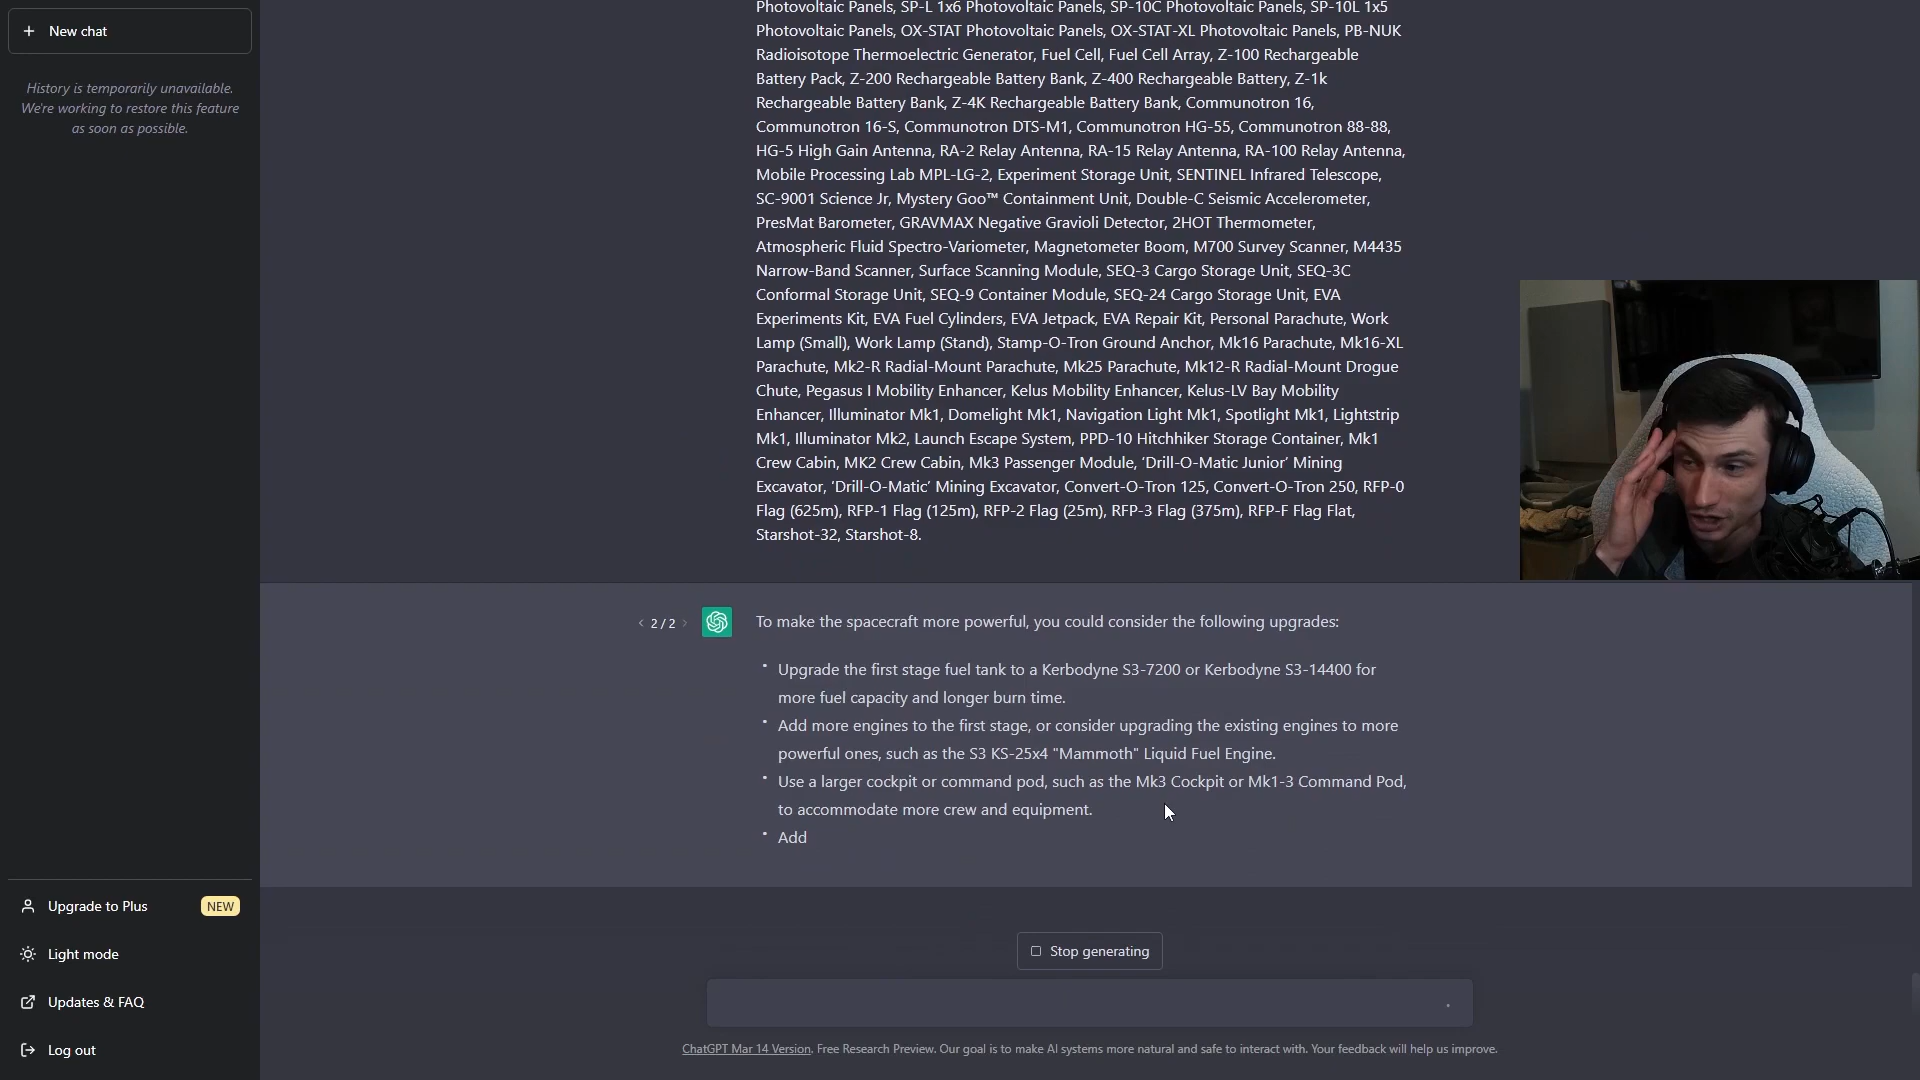 New chat
History is temporarily unavailable.
We're working to restore this feature
as soon as possible.
Photovoltaic Panels, SP-L 1x6 Photovoltaic Panels, SP-10C Photovoltaic Panels, SP-10L 1x5
Photovoltaic Panels, OX-STAT Photovoltaic Panels, OX-STAT-XL Photovoltaic Panels, PB-NUK
Radioisotope Thermoelectric Generator, Fuel Cell, Fuel Cell Array, Z-100 Rechargeable
Battery Pack, Z-200 Rechargeable Battery Bank, Z-400 Rechargeable Battery, Z-1k
Rechargeable Battery Bank, Z-4K Rechargeable Battery Bank, Communotron 16,
Communotron 16-S, Communotron DTS-M1, Communotron HG-55, Communotron 88-88,
HG-5 High Gain Antenna, RA-2 Relay Antenna, RA-15 Relay Antenna, RA-100 Relay Antenna,
Mobile Processing Lab MPL-LG-2, Experiment Storage Unit, SENTINEL Infrared Telescope,
SC-9001 Science Jr, Mystery Goo™ Containment Unit, Double-C Seismic Accelerometer,
PresMat Barometer, GRAVMAX Negative Gravioli Detector, 2HOT Thermometer,
Atmospheric Fluid Spectro-Variometer, Magnetometer Boom, M700 Survey Scanner, M4435
Narrow-Band Scanner, Surface Scanning Module, SEQ-3 Cargo Storage Unit, SEQ-3C
Conformal Storage Unit, SEQ-9 Container Module, SEQ-24 Cargo Storage Unit, EVA
Experiments Kit, EVA Fuel Cylinders, EVA Jetpack, EVA Repair Kit, Personal Parachute, Work
Lamp (Small), Work Lamp (Stand), Stamp-O-Tron Ground Anchor, Mk16 Parachute, Mk16-XL
Parachute, Mk2-R Radial-Mount Parachute, Mk25 Parachute, Mk12-R Radial-Mount Drogue
Chute, Pegasus I Mobility Enhancer, Kelus Mobility Enhancer, Kelus-LV Bay Mobility
Enhancer, Illuminator Mk1, Domelight Mk1, Navigation Light Mk1, Spotlight Mk1, Lightstrip
Mk1, Illuminator Mk2, Launch Escape System, PPD-10 Hitchhiker Storage Container, Mk1
Crew Cabin, MK2 Crew Cabin, Mk3 Passenger Module, ‘Drill-O-Matic Junior’ Mining
Excavator, ‘Drill-O-Matic’ Mining Excavator, Convert-O-Tron 125, Convert-O-Tron 250, RFP-0
Flag (625m), RFP-1 Flag (125m), RFP-2 Flag (25m), RFP-3 Flag (375m), RFP-F Flag Flat,
Starshot-32, Starshot-8.
< 2 / 2 >
To make the spacecraft more powerful, you could consider the following upgrades:
• Upgrade the first stage fuel tank to a Kerbodyne S3-7200 or Kerbodyne S3-14400 for
more fuel capacity and longer burn time.
• Add more engines to the first stage, or consider upgrading the existing engines to more
powerful ones, such as the S3 KS-25x4 "Mammoth" Liquid Fuel Engine.
• Use a larger cockpit or command pod, such as the Mk3 Cockpit or Mk1-3 Command Pod,
to accommodate more crew and equipment.
• Add
Upgrade to Plus NEW
Light mode
Updates & FAQ
Log out
Stop generating
ChatGPT Mar 14 Version. Free Research Preview. Our goal is to make AI systems more natural and safe to interact with. Your feedback will help us improve.